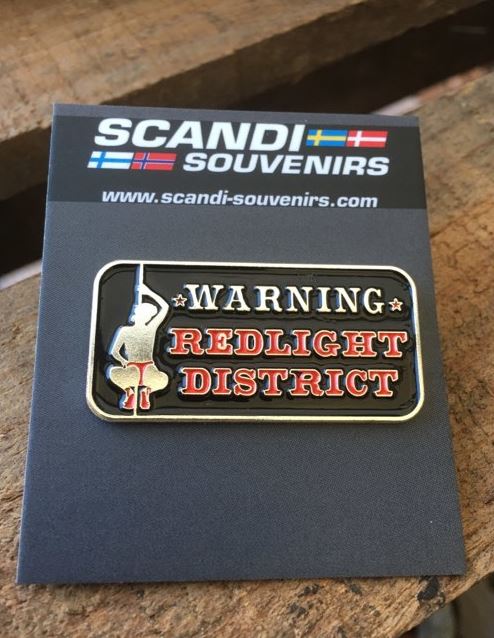 SCANDI
SOUVENIRS
www.scandi-souvenirs.com
WARNING
REDLIGHT
DISTRICT